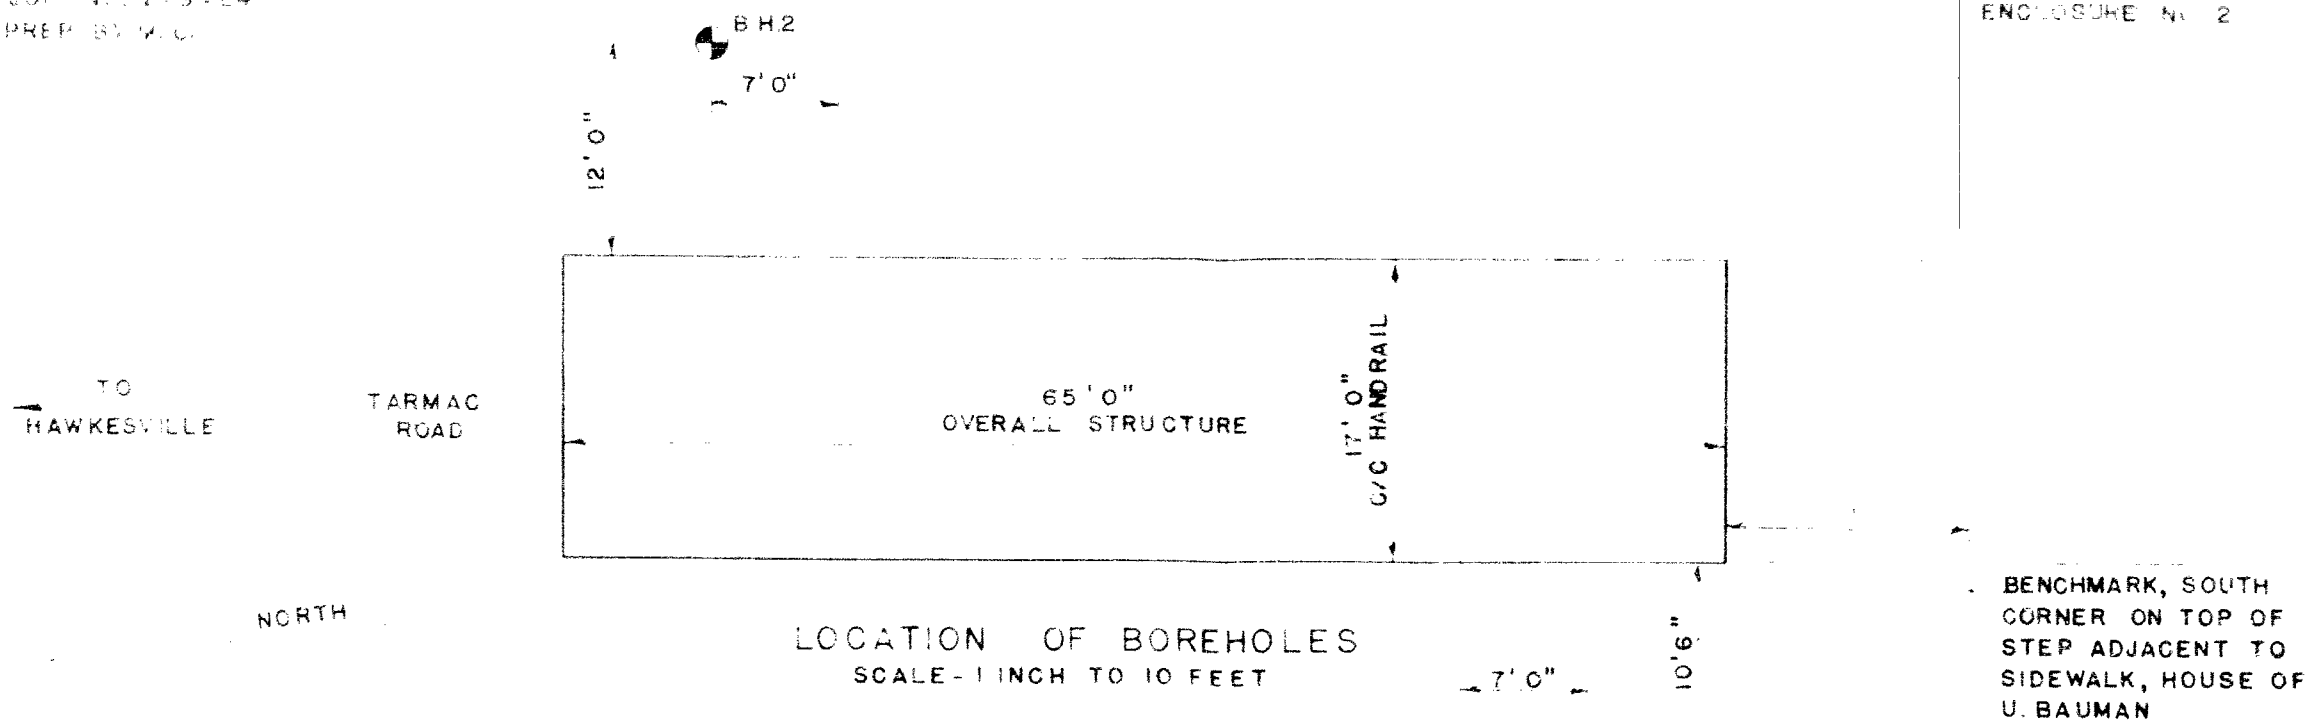 PREP BY
ENCLOSURE No 2
B.H.2
7'0"
12'0"
TO
HAWKESVILLE
TARMAC
ROAD
65'0"
OVERALL STRUCTURE
17'0"
C/C HANDRAIL
NORTH
LOCATION OF BOREHOLES
SCALE-1 INCH TO 10 FEET
7'0"
10'6"
BENCHMARK, SOUTH
CORNER ON TOP OF
STEP ADJACENT TO
SIDEWALK, HOUSE OF
U. BAUMAN